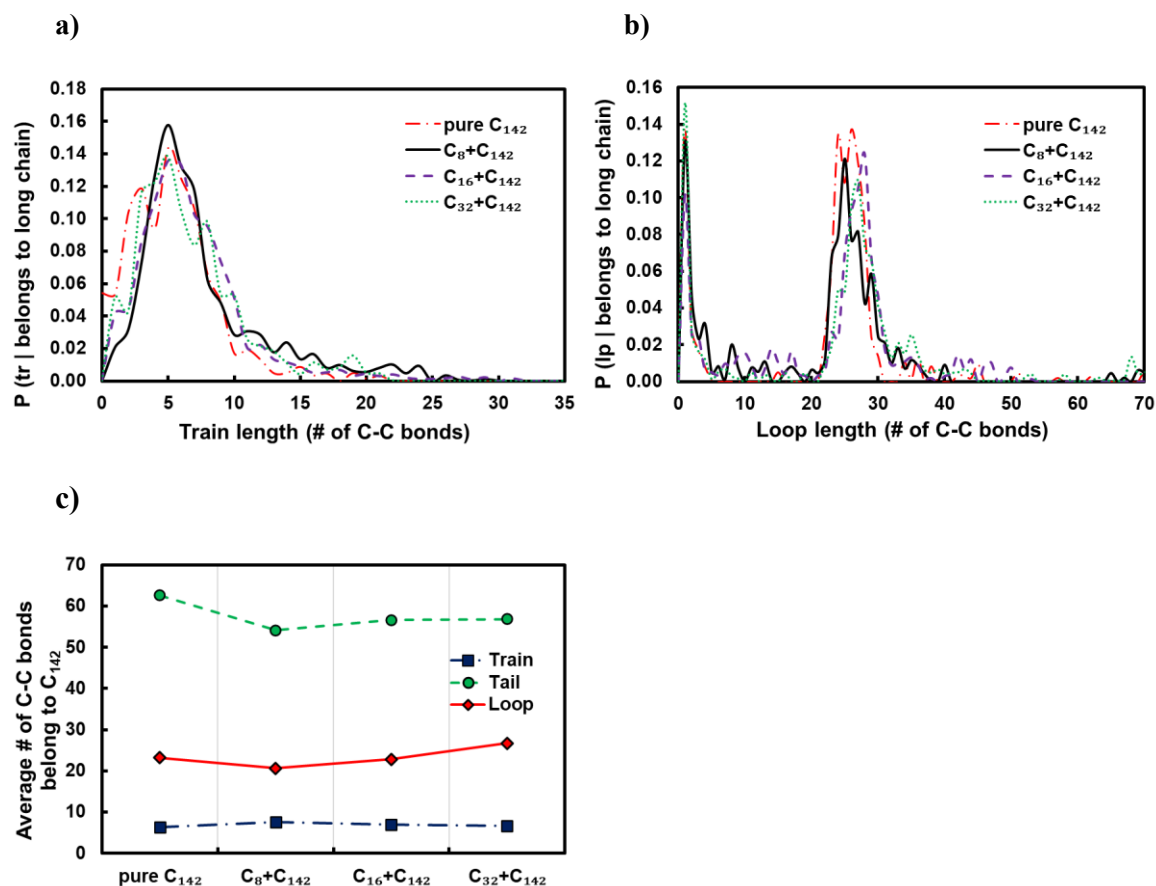 a)
P (tr | belongs to long chain)
0.18
0.16
0.14
0.12
0.10
0.08
0.06
0.04
0.02
0.00
pure C₁₄₂
C₈+C₁₄₂
C₁₆+C₁₄₂
C₃₂+C₁₄₂
0 5 10 15 20 25 30 35
Train length (# of C-C bonds)
b)
P (lp | belongs to long chain)
0.16
0.14
0.12
0.10
0.08
0.06
0.04
0.02
0.00
pure C₁₄₂
C₈+C₁₄₂
C₁₆+C₁₄₂
C₃₂+C₁₄₂
0 10 20 30 40 50 60 70
Loop length (# of C-C bonds)
c)
Average # of C-C bonds
belong to C₁₄₂
70
60
50
40
30
20
10
0
Train
Tail
Loop
pure C₁₄₂ C₈+C₁₄₂ C₁₆+C₁₄₂ C₃₂+C₁₄₂